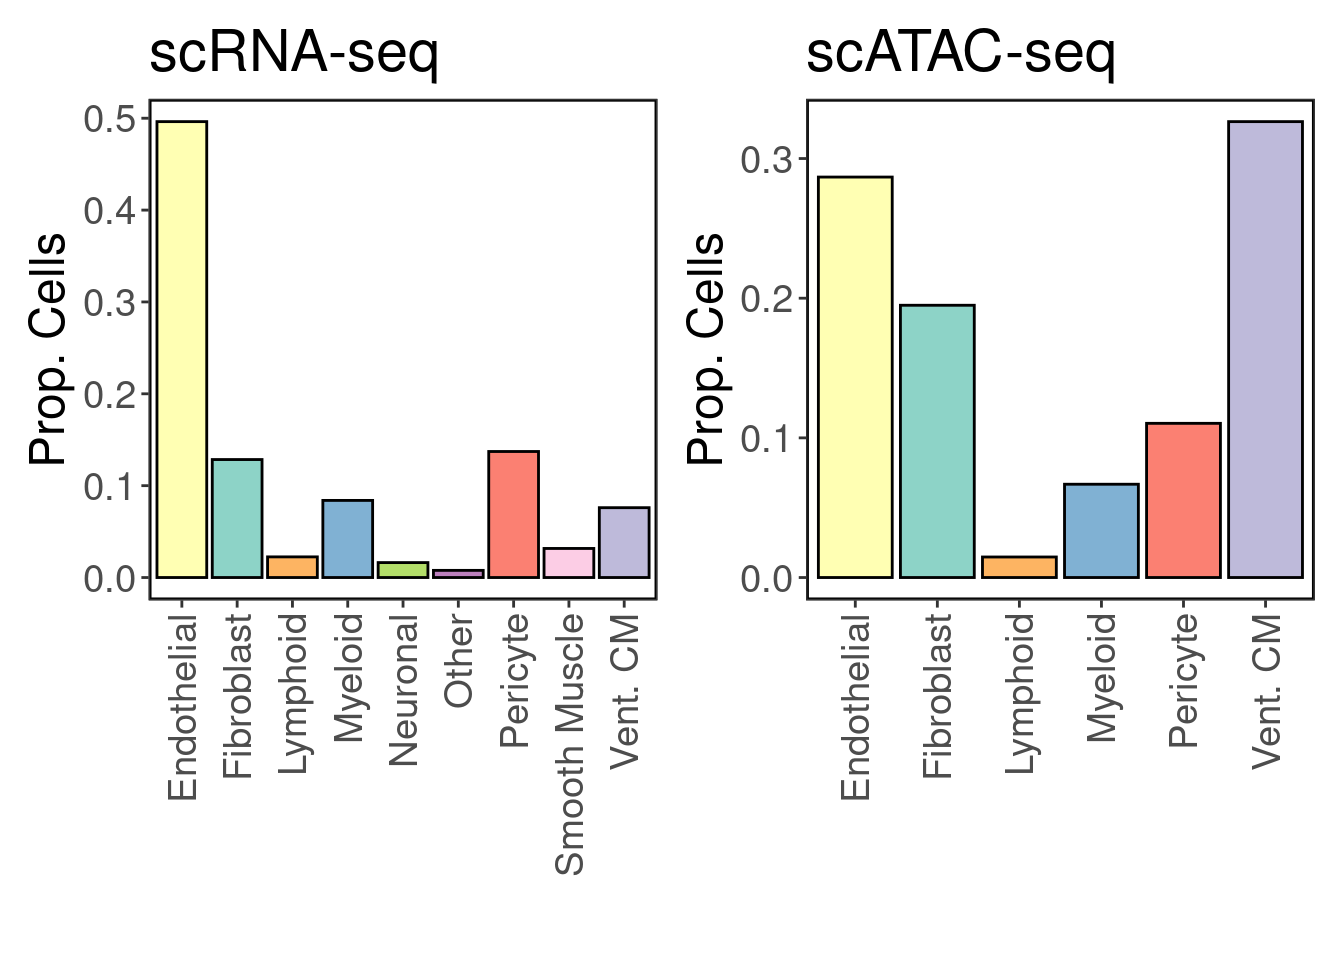 scRNA-seq
Prop. Cells
0.5
0.4
0.3
0.2
0.1
0.0
Endothelial
Fibroblast
Lymphoid
Myeloid
Neuronal
Other
Pericyte
Smooth Muscle
Vent. CM
scATAC-seq
Prop. Cells
0.3
0.2
0.1
0.0
Endothelial
Fibroblast
Lymphoid
Myeloid
Pericyte
Vent. CM